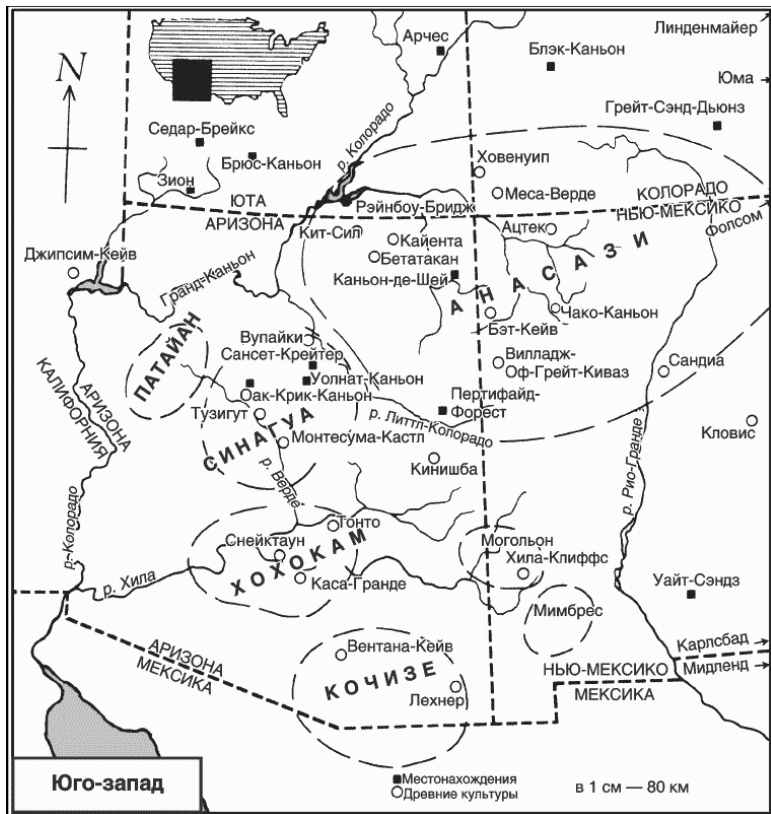 Линденмайер
Арчес
Блэк-Каньон
N
Юма
Грейт-Сэнд-Дьюнз
Седар-Брейкс
р. Колорадо
Брюс-Каньон
Ховенуип
Зион
Меса-Верде
КОЛОРАДО
ЮТА
Рэйнбоу-Бридж
НЬЮ-МЕКСИКО
АРИЗОНА
Фолсом
Кит-Сил
Кайента
Ацтек
Бетатакан
Джипсим-Кейв
Гранд-Каньон
Каньон-де-Шей
АНАСАЗИ
Чако-Каньон
Бэт-Кейв
ПАТАЙАН
Вупайки
Сансет-Крейтер
Вилладж-
Оф-Грейт-Киваз
Сандиа
Уолнат-Каньон
Оак-Крик-Каньон
АРИЗОНА
КАЛИФОРНИЯ
Пертифайд-
Форест
Тузигут
р. Литтл-Колорадо
Кловис
СИНАГУА
Монтесума-Кастл
Кинишба
р. Верде
р. Рио-Гранде
р. Колорадо
Тонто
Снейктаун
Могольон
ХОХОКАМ
Хила-Клиффс
р. Хила
Каса-Гранде
Уайт-Сэндз
Мимбрес
АРИЗОНА
МЕКСИКА
Вентана-Кейв
Карлсбад
КОЧИЗЕ
НЬЮ-МЕКСИКО
Мидленд
Лехнер
МЕКСИКА
Юго-запад
Местонахождения
Древние культуры
в 1 см — 80 км